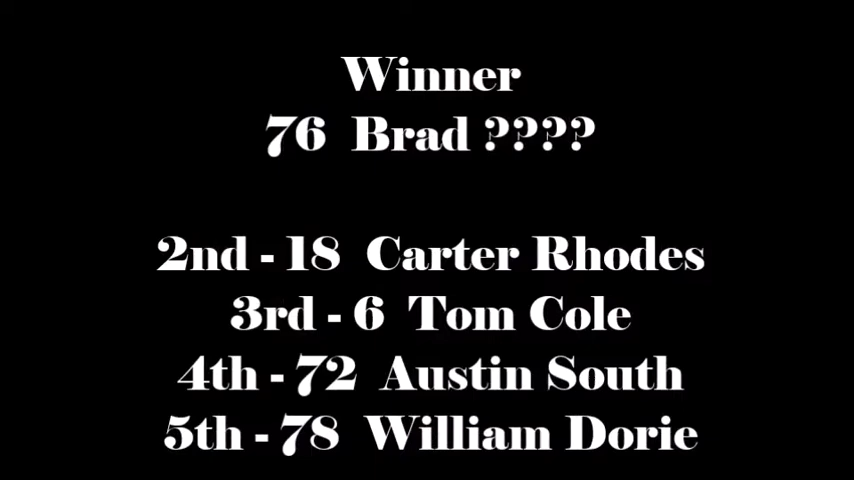 Winner
76 Brad ????
2nd - 18 Carter Rhodes
3rd - 6 Tom Cole
4th - 72 Austin South
5th - 78 William Dorie